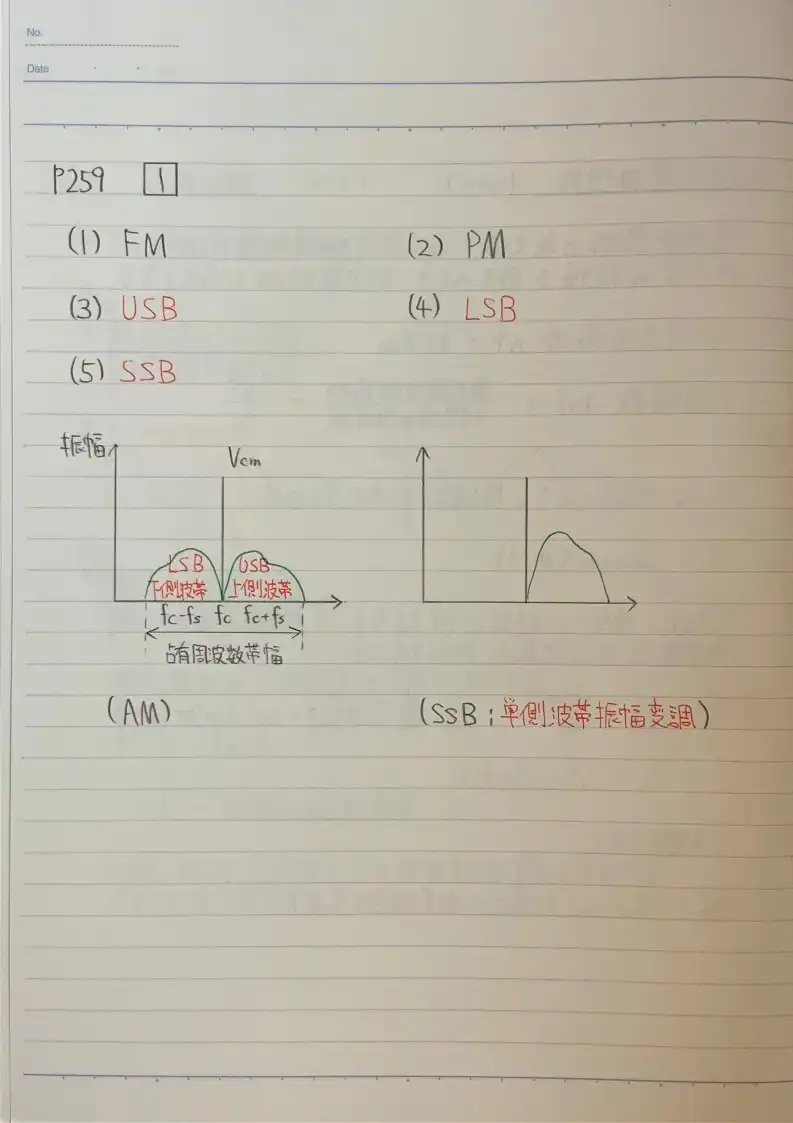 No.
Date
P259 1
(1) FM (2) PM
(3) USB (4) LSB
(5) SSB
振幅
Vcm
LSB USB
下側波帯 上側波帯
fc-fs fc fc+fs
占有周波数帯幅
(AM) (SSB ; 単側波帯振幅変調)